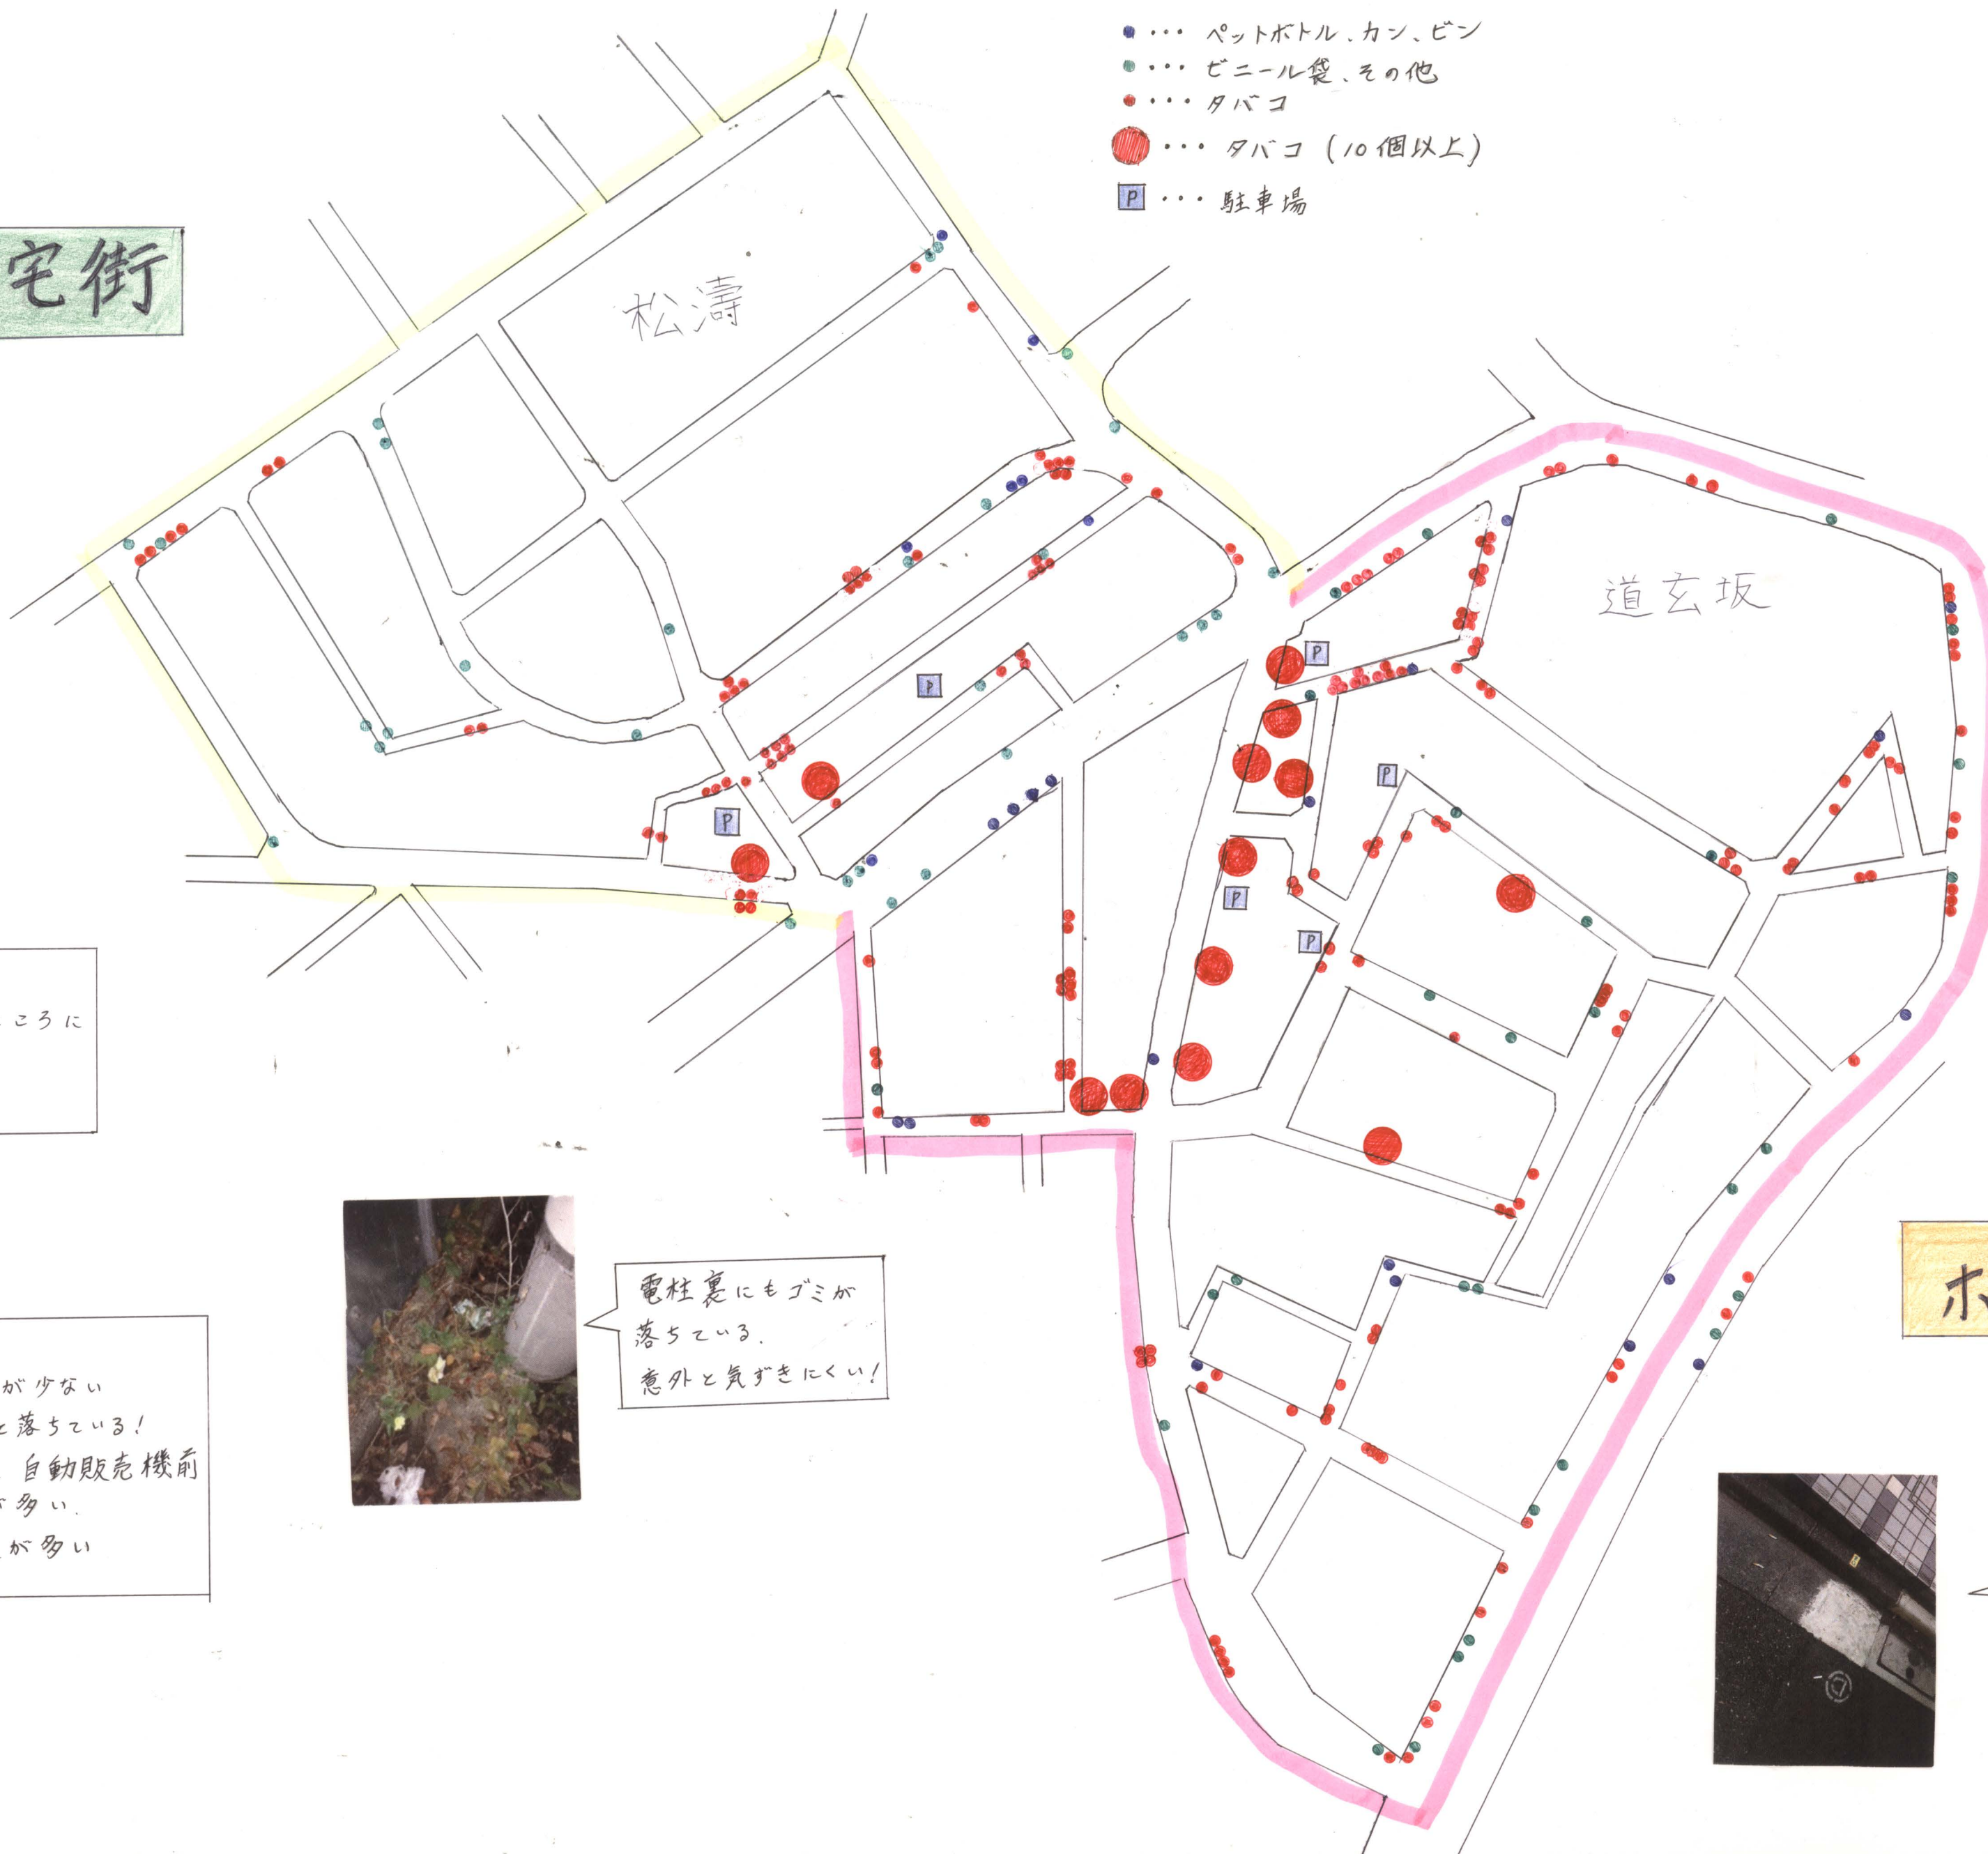 ペットボトル、カン、ビン
ビニール袋、その他
タバコ
タバコ (10個以上)
P … 駐車場
宅街
松濤
道玄坂
P
P
P
P
P
P
ころに
が少ない
と落ちている!
自動販売機前
が多い.
が多い
電柱裏にもゴミが
落ちている.
意外と気ずきにくい!
ホ